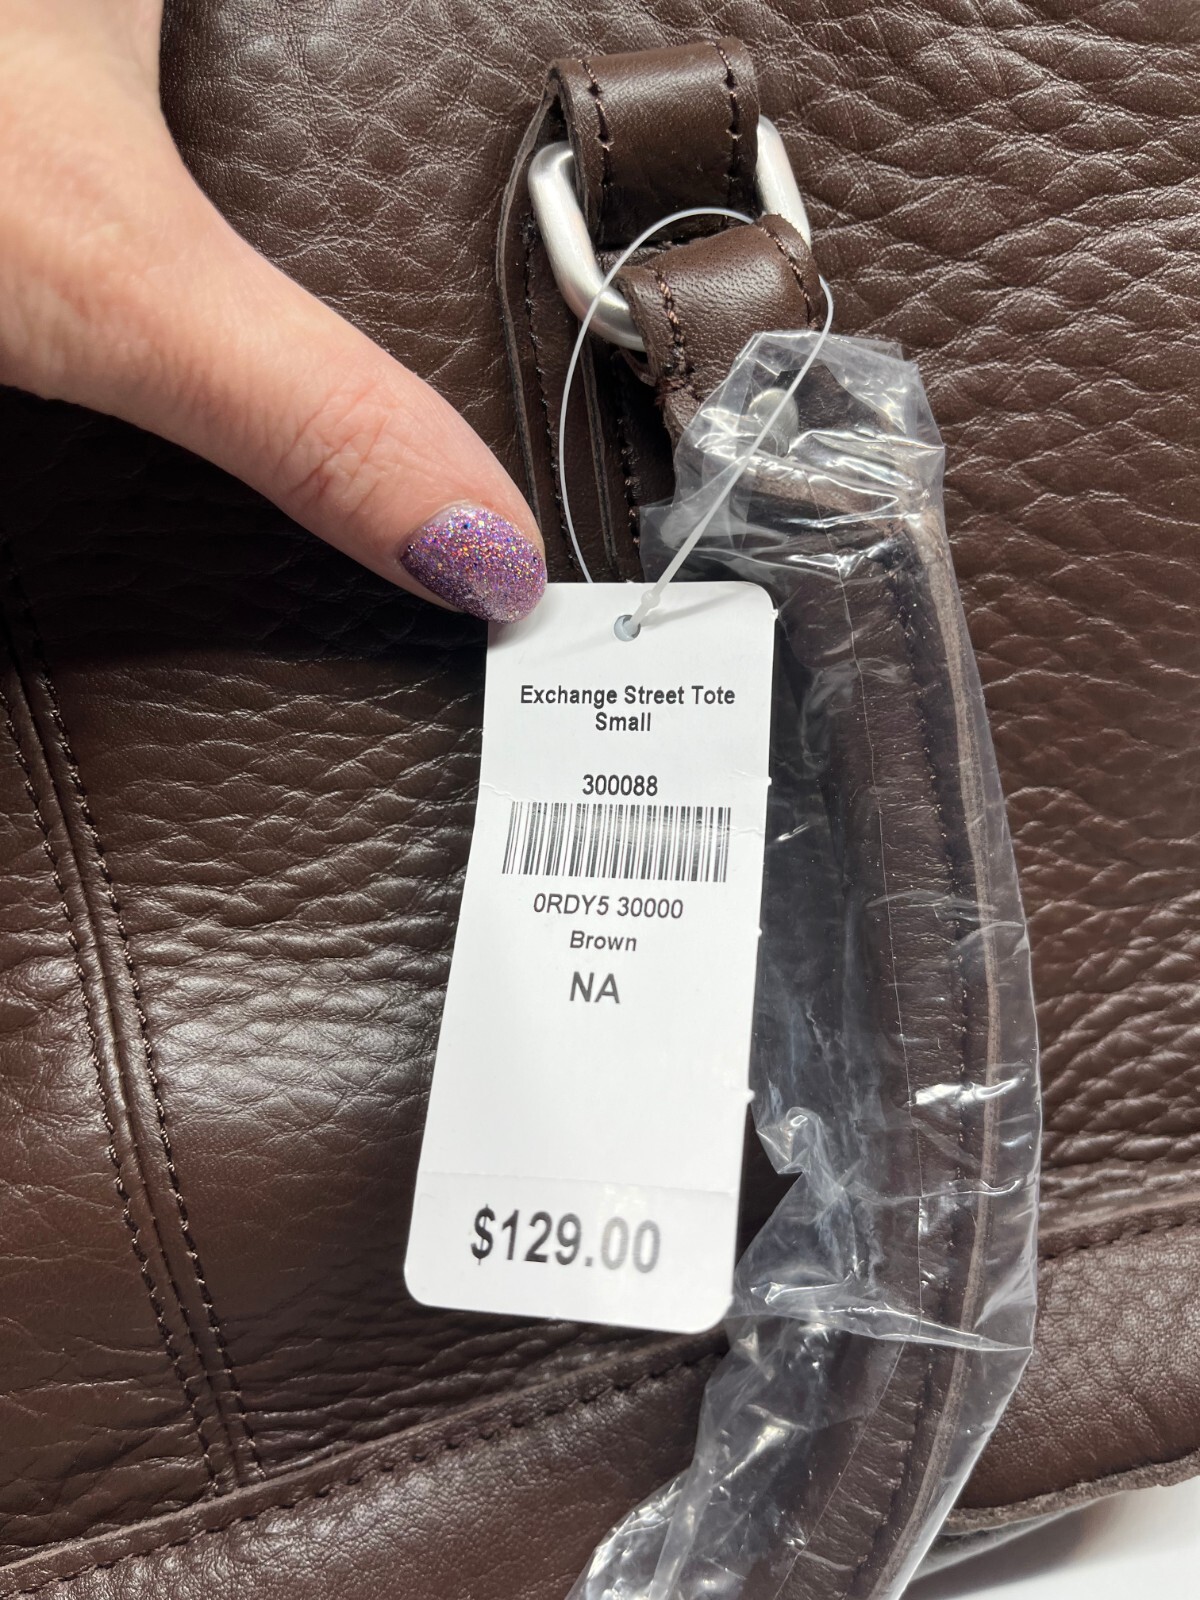 Exchange Street Tote
Small
300088
0RDY5 30000
Brown
NA
$129.00